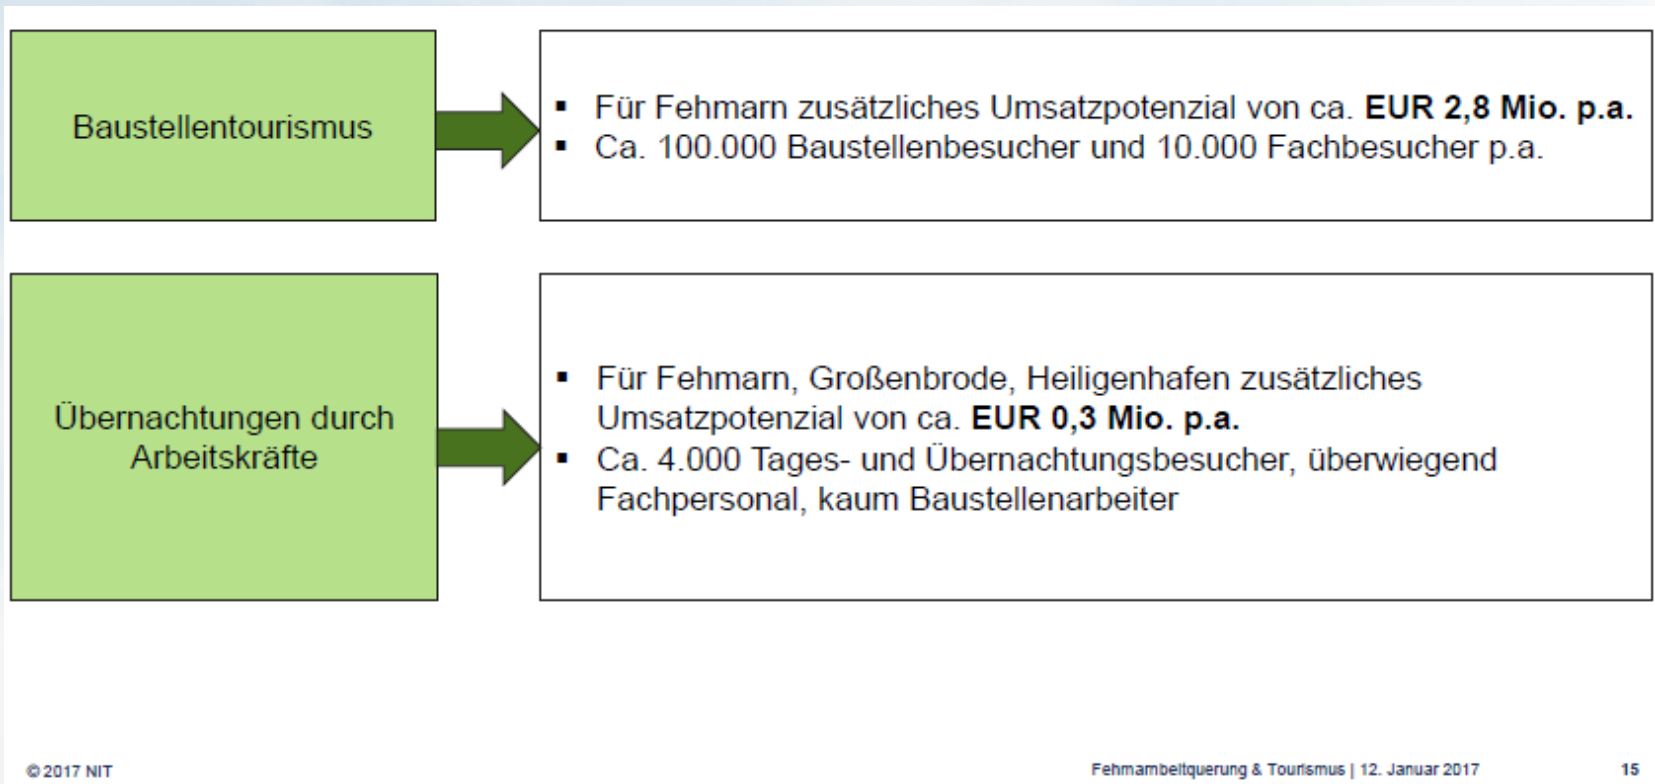 Baustellentourismus
▪ Für Fehmarn zusätzliches Umsatzpotenzial von ca. EUR 2,8 Mio. p.a.
▪ Ca. 100.000 Baustellenbesucher und 10.000 Fachbesucher p.a.
Übernachtungen durch
Arbeitskräfte
▪ Für Fehmarn, Großenbrode, Heiligenhafen zusätzliches
Umsatzpotenzial von ca. EUR 0,3 Mio. p.a.
▪ Ca. 4.000 Tages- und Übernachtungsbesucher, überwiegend
Fachpersonal, kaum Baustellenarbeiter
© 2017 NIT
Fehmarnbeltquerung & Tourismus | 12. Januar 2017 15